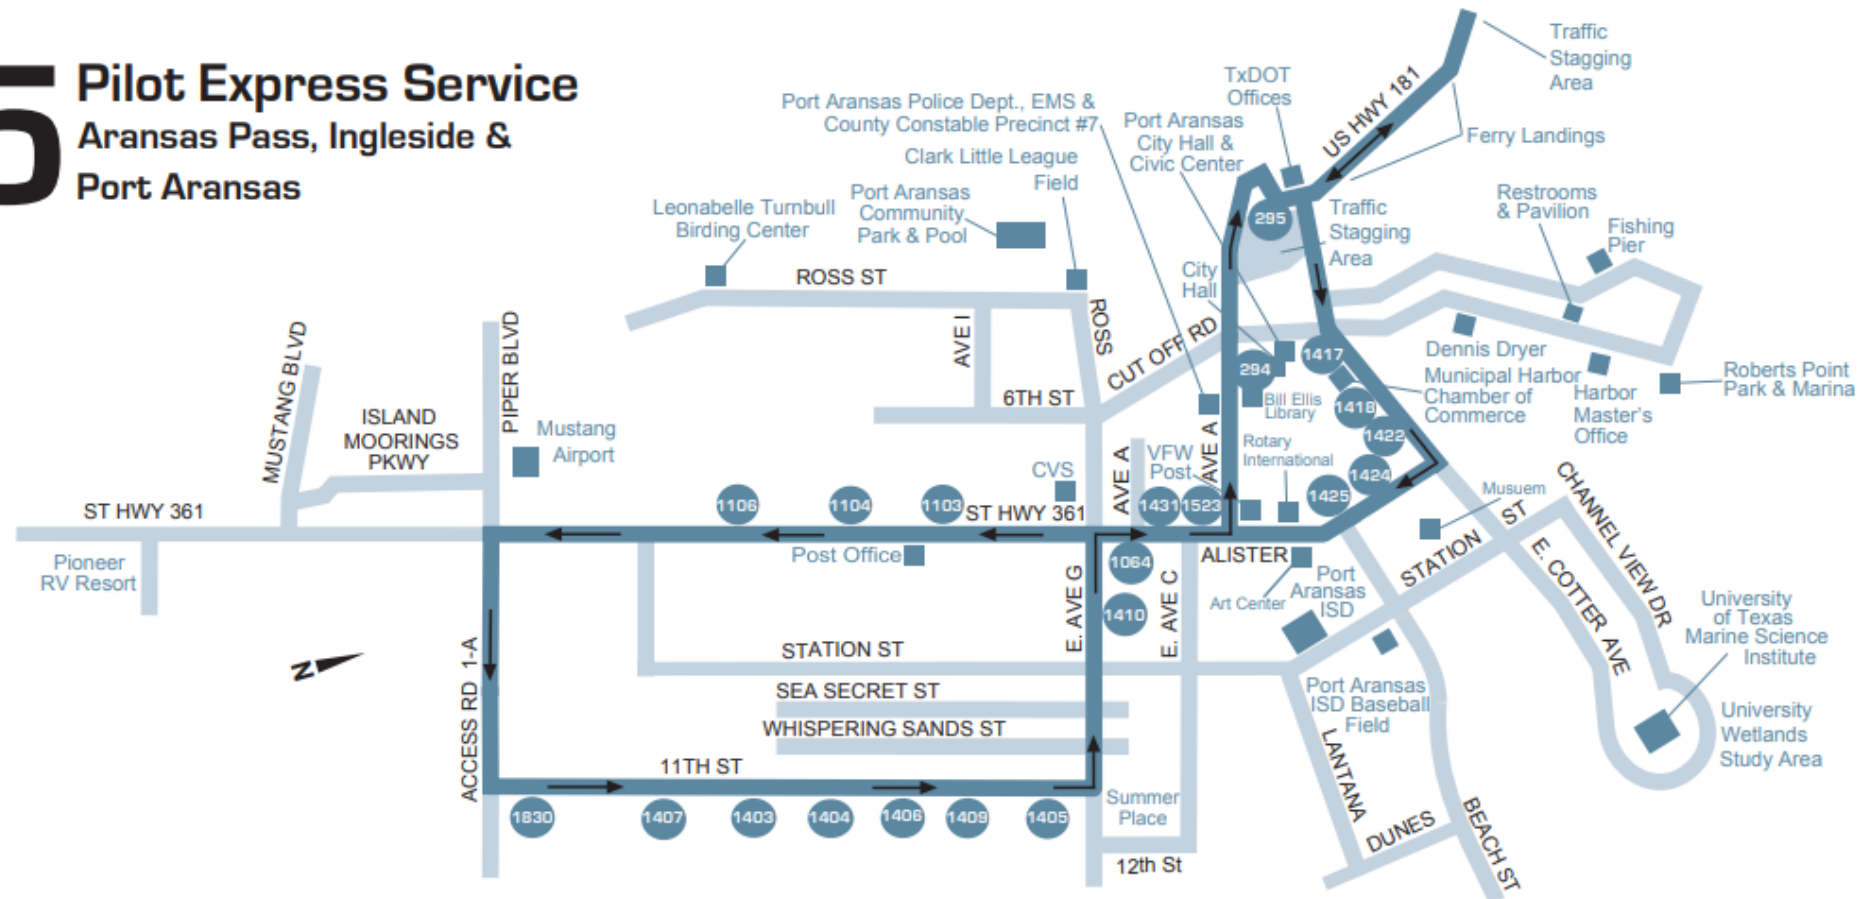 5
Pilot Express Service
Aransas Pass, Ingleside &
Port Aransas
Traffic
Stagging
Area
US HWY 181
Ferry Landings
TxDOT
Offices
Port Aransas Police Dept., EMS &
County Constable Precinct #7
Port Aransas
City Hall &
Civic Center
Clark Little League
Field
Port Aransas
Community
Park & Pool
Leonabelle Turnbull
Birding Center
295
Traffic
Stagging
Area
Restrooms
& Pavilion
Fishing
Pier
City
Hall
ROSS ST
ROSS
AVE I
CUT OFF RD
6TH ST
294
1417
Bill Ellis
Library
Dennis Dryer
Municipal Harbor
Chamber of
Commerce
Harbor
Master's
Office
Roberts Point
Park & Marina
MUSTANG BLVD
ISLAND
MOORINGS
PKWY
PIPER BLVD
Mustang
Airport
CVS
AVE A
VFW
Post
AVE A
Rotary
International
1418
1422
1424
1425
Musuem
ST HWY 361
1106
1104
1103
ST HWY 361
1431
1523
Pioneer
RV Resort
Post Office
1064
1410
ALISTER
Art Center
Port
Aransas
ISD
STATION ST
CHANNEL VIEW DR
E. COTTER AVE
University
of Texas
Marine Science
Institute
N
ACCESS RD 1-A
E. AVE G
E. AVE C
STATION ST
SEA SECRET ST
WHISPERING SANDS ST
11TH ST
Port Aransas
ISD Baseball
Field
University
Wetlands
Study Area
1830
1407
1403
1404
1406
1409
1405
Summer
Place
12th St
LANTANA
DUNES
BEACH ST